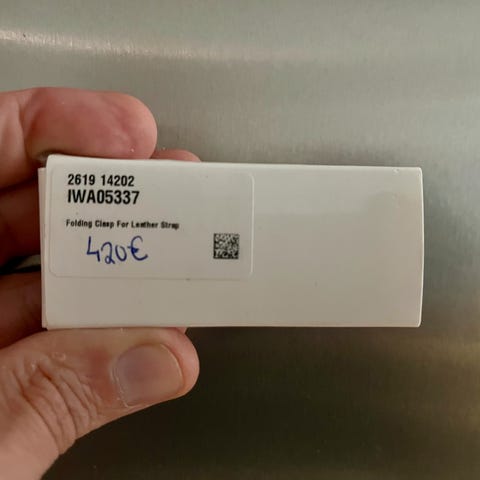 2619 14202
IWA05337
Folding Clasp For Leather Strap
420€